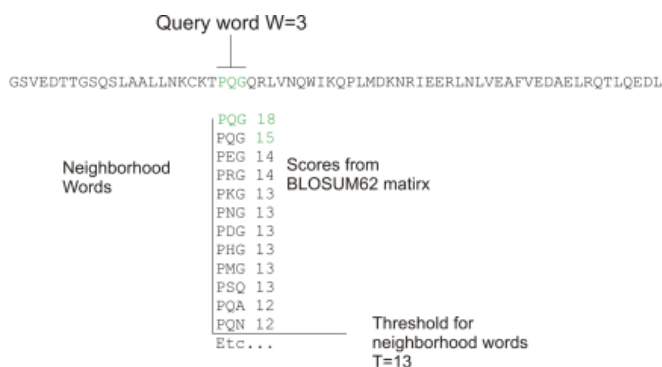 Query word W=3
GSVEDTTGSQSLAALLNKCKTPQGQRLVNQWIKQPLMDKNRIEERLNLVEAFVEDAELRQTLQEDL
PQG 18
PQG 15
PEG 14
PRG 14
PKG 13
PNG 13
PDG 13
PHG 13
PMG 13
PSQ 13
PQA 12
PQN 12
Etc...
Neighborhood
Words
Scores from
BLOSUM62 matirx
Threshold for
neighborhood words
T=13